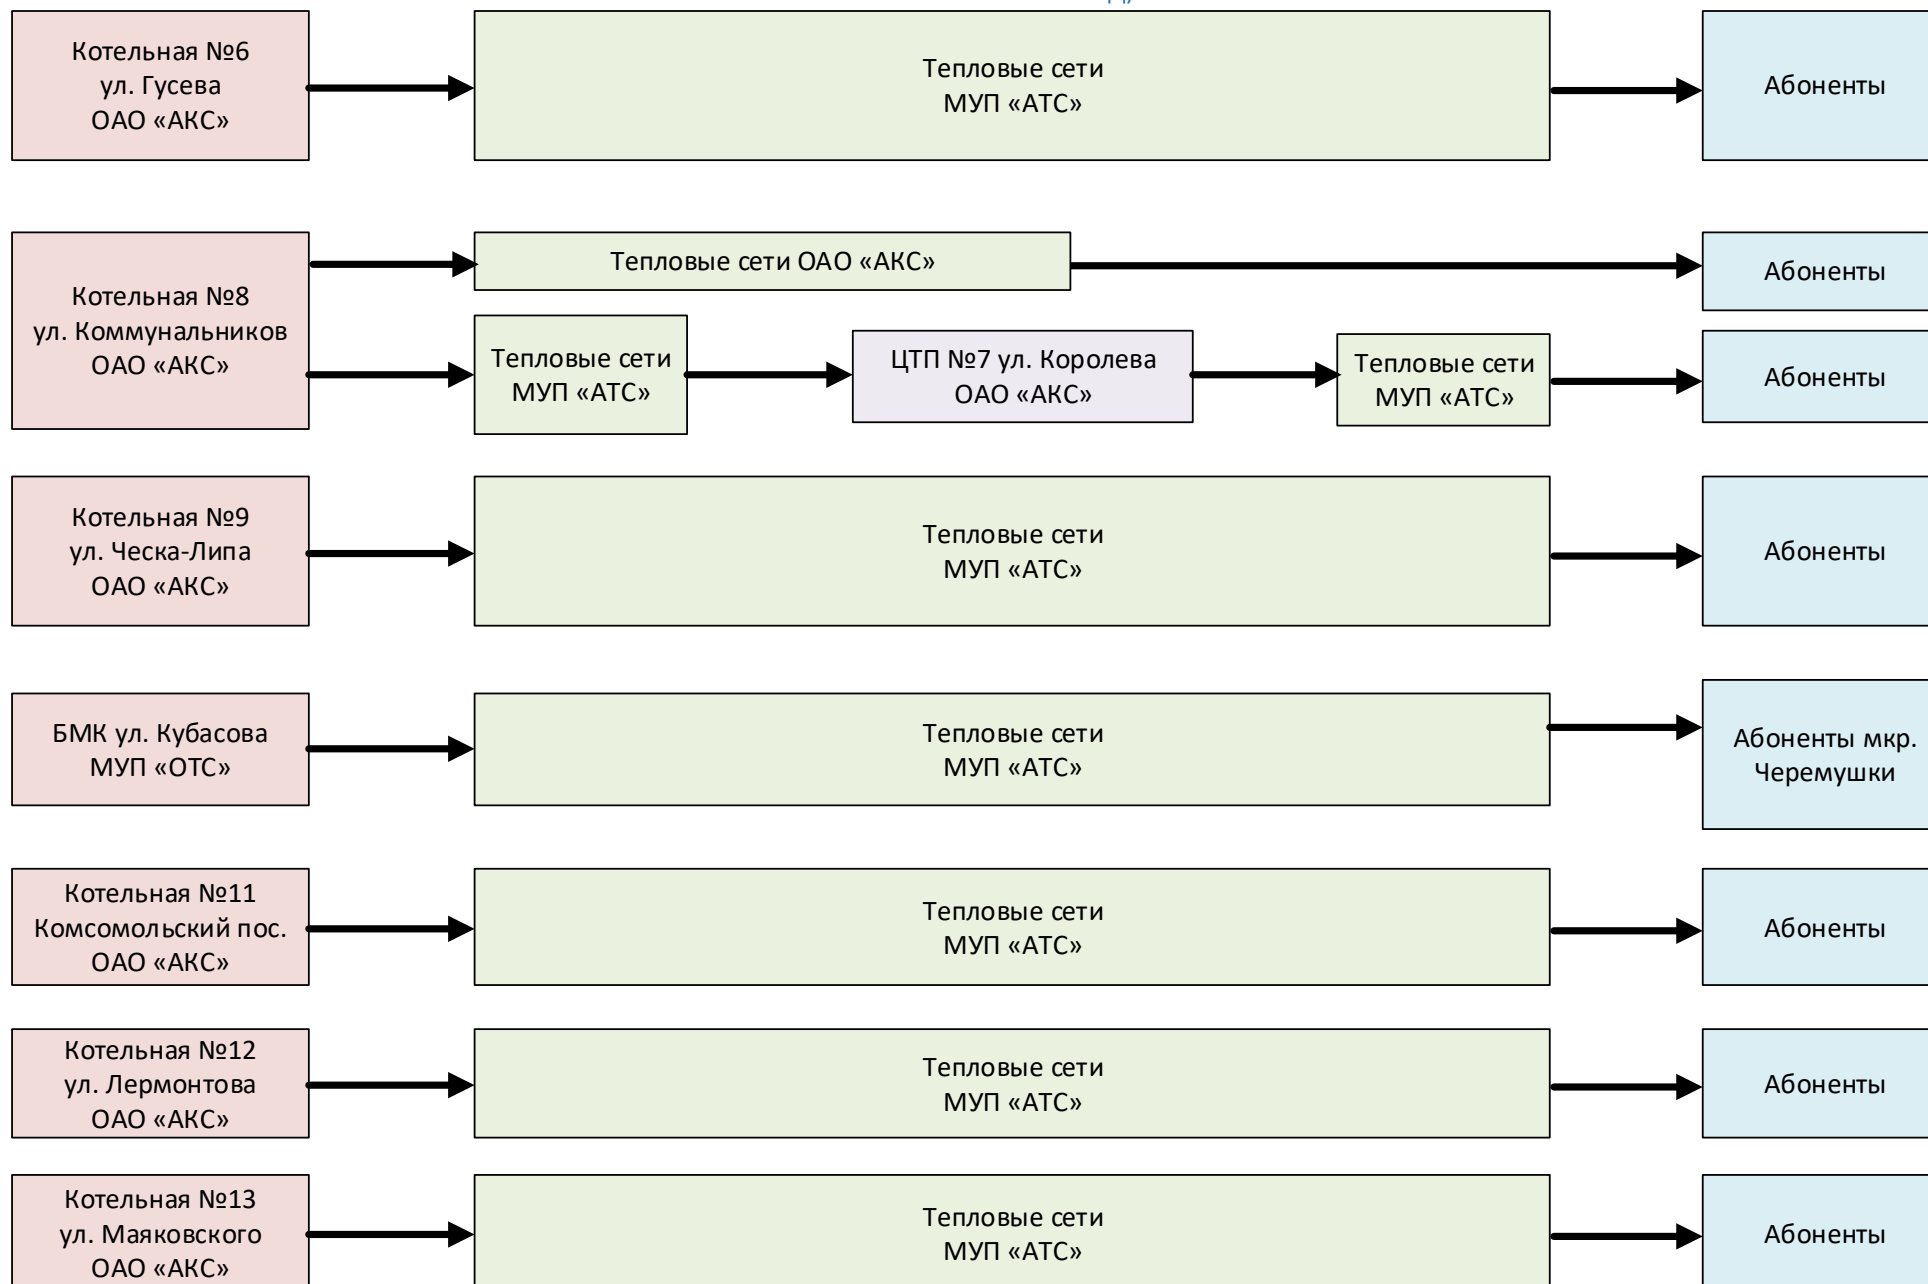 Котельная №6
ул. Гусева
ОАО «АКС»
Тепловые сети
МУП «АТС»
Абоненты
Котельная №8
ул. Коммунальников
ОАО «АКС»
Тепловые сети ОАО «АКС»
Абоненты
Тепловые сети
МУП «АТС»
ЦТП №7 ул. Королева
ОАО «АКС»
Тепловые сети
МУП «АТС»
Абоненты
Котельная №9
ул. Ческа-Липа
ОАО «АКС»
Тепловые сети
МУП «АТС»
Абоненты
БМК ул. Кубасова
МУП «ОТС»
Тепловые сети
МУП «АТС»
Абоненты мкр.
Черемушки
Котельная №11
Комсомольский пос.
ОАО «АКС»
Тепловые сети
МУП «АТС»
Абоненты
Котельная №12
ул. Лермонтова
ОАО «АКС»
Тепловые сети
МУП «АТС»
Абоненты
Котельная №13
ул. Маяковского
ОАО «АКС»
Тепловые сети
МУП «АТС»
Абоненты